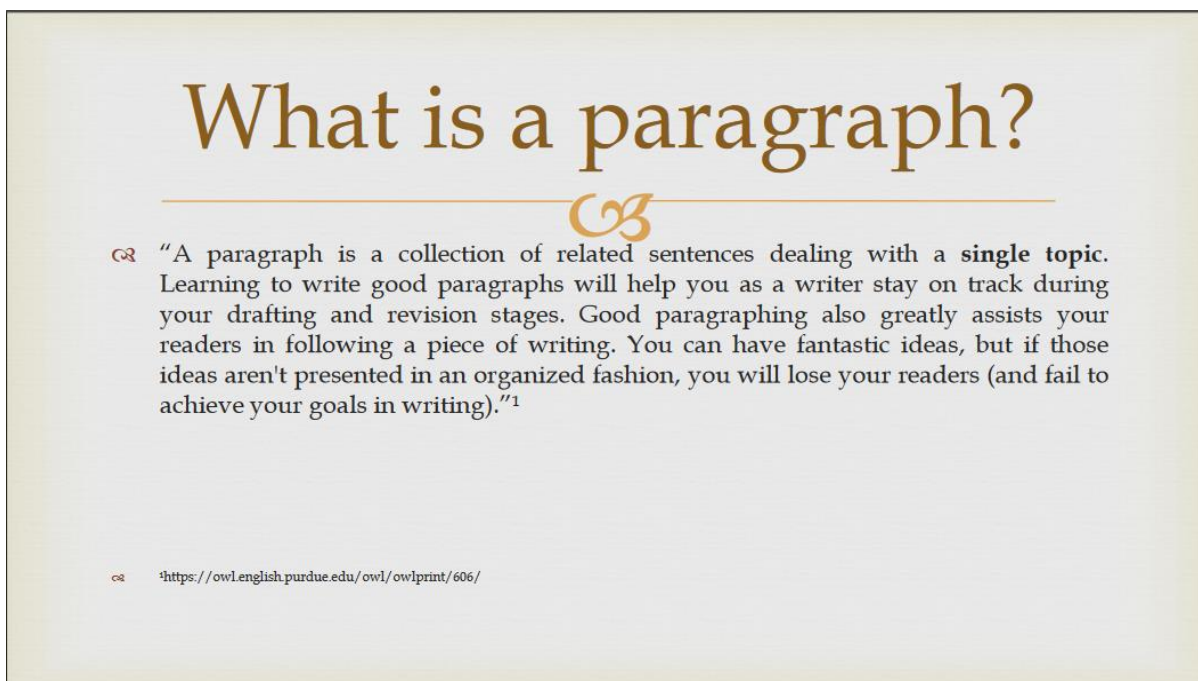 What is a paragraph?
“A paragraph is a collection of related sentences dealing with a single topic.
Learning to write good paragraphs will help you as a writer stay on track during
your drafting and revision stages. Good paragraphing also greatly assists your
readers in following a piece of writing. You can have fantastic ideas, but if those
ideas aren't presented in an organized fashion, you will lose your readers (and fail to
achieve your goals in writing).”¹
¹https://owl.english.purdue.edu/owl/owlprint/606/